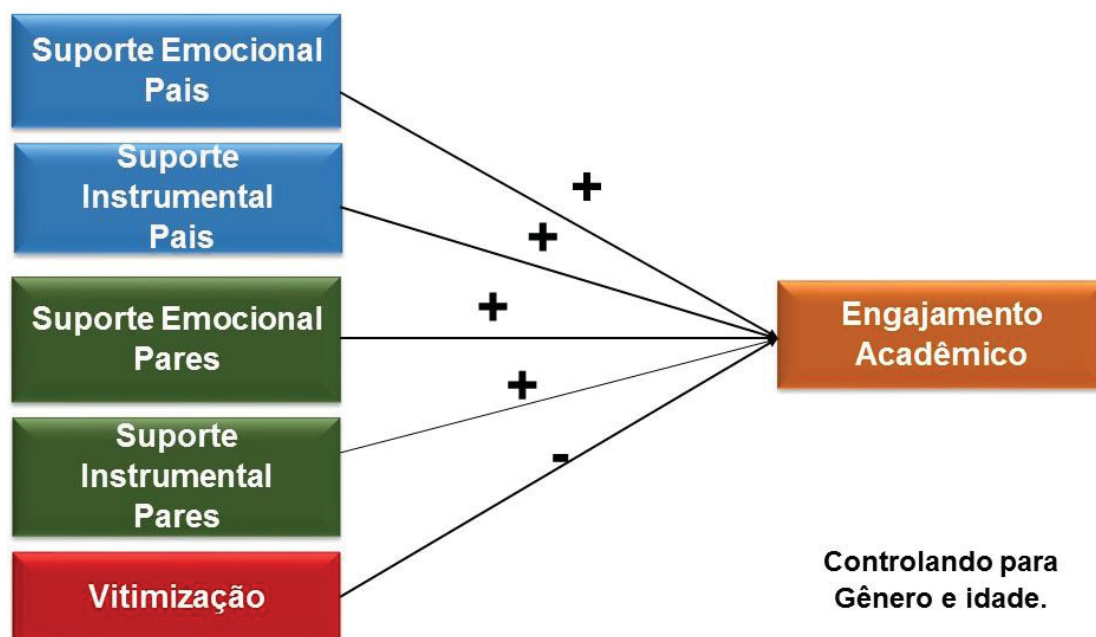 Suporte Emocional
Pais
Suporte
Instrumental
Pais
Suporte Emocional
Pares
Suporte
Instrumental
Pares
Vitimização
+
+
+
+
-
Engajamento
Acadêmico
Controlando para
Gênero e idade.